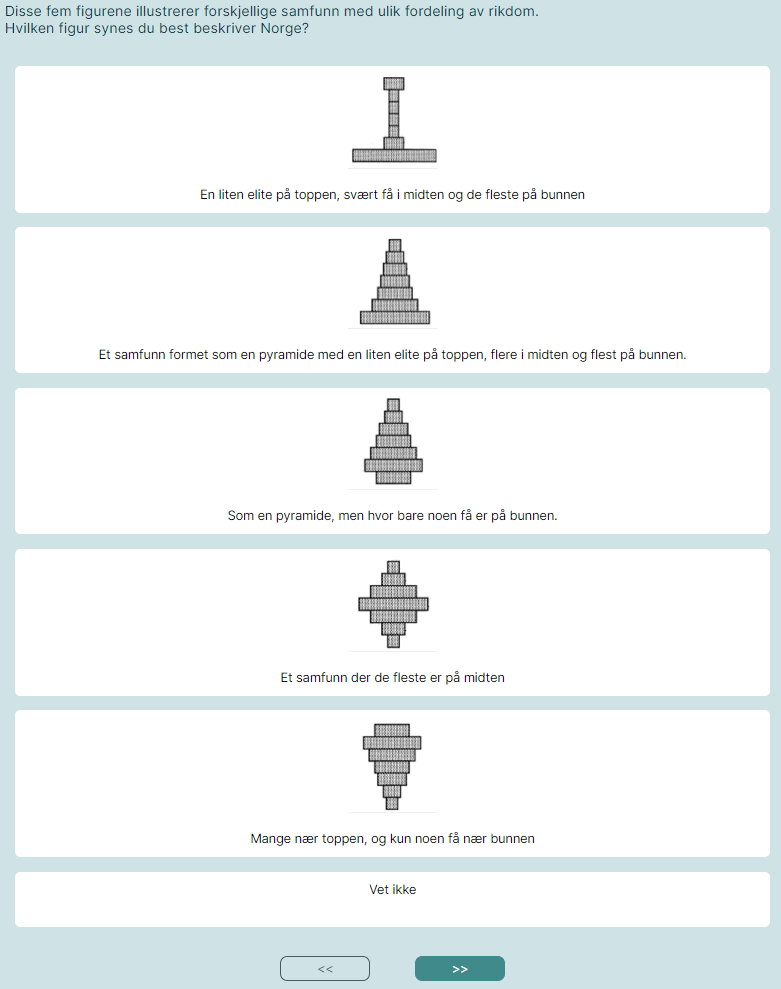 Disse fem figurene illustrerer forskjellige samfunn med ulik fordeling av rikdom.
Hvilken figur synes du best beskriver Norge?
En liten elite på toppen, svært få i midten og de fleste på bunnen
Et samfunn formet som en pyramide med en liten elite på toppen, flere i midten og flest på bunnen.
Som en pyramide, men hvor bare noen få er på bunnen.
Et samfunn der de fleste er på midten
Mange nær toppen, og kun noen få nær bunnen
Vet ikke
<< >>